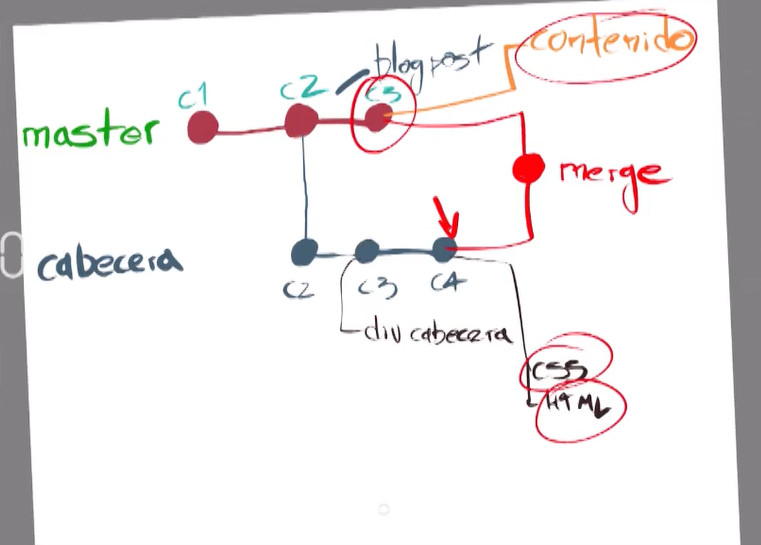 contenido
blogpost
C1
C2
C3
master
merge
cabecera
C2
C3
C4
div cabecera
CSS
HTML